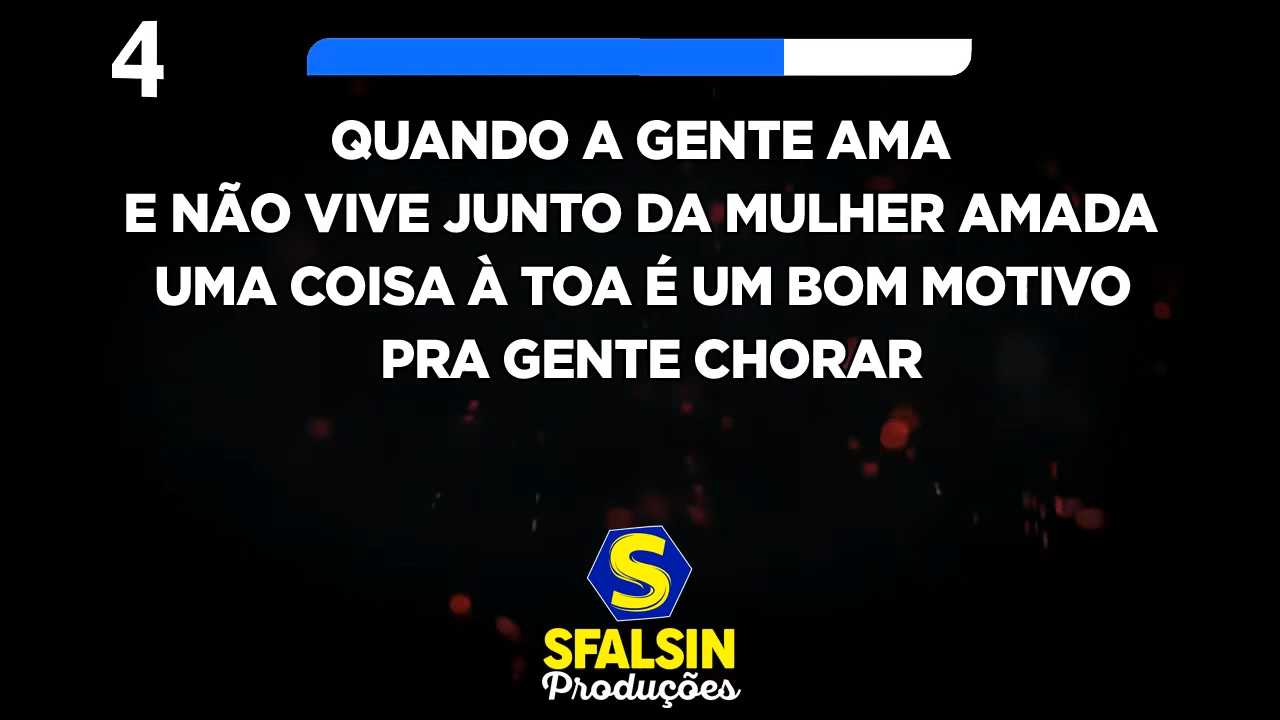 4
QUANDO A GENTE AMA
E NÃO VIVE JUNTO DA MULHER AMADA
UMA COISA À TOA É UM BOM MOTIVO
PRA GENTE CHORAR
S
SFALSIN
Produções